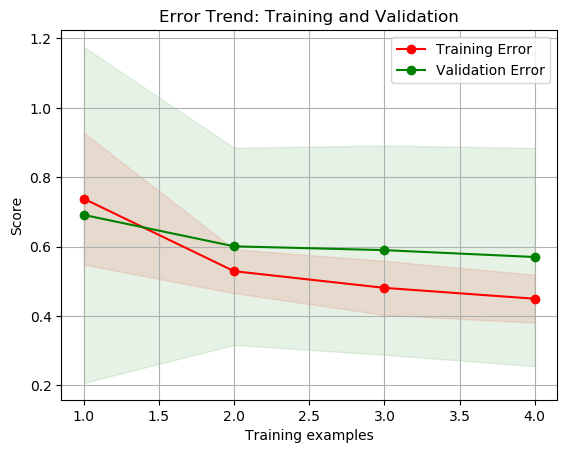 Error Trend: Training and Validation
Training Error
Validation Error
Score
1.2
1.0
0.8
0.6
0.4
0.2
1.0 1.5 2.0 2.5 3.0 3.5 4.0
Training examples